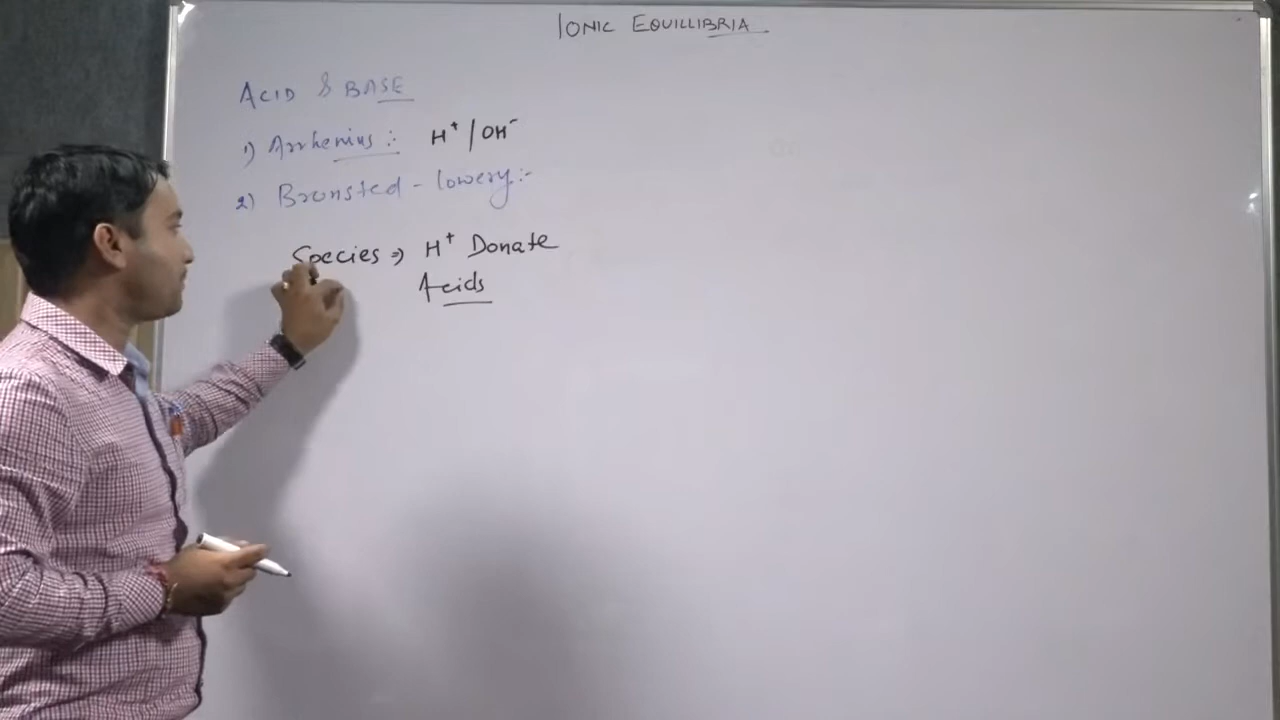 IONIC EQUILLIBRIA
ACID & BASE
1) Arrhenius :- H⁺/OH⁻
2) Bronsted - lowery :-
Species ⇒ H⁺ Donate
Acids